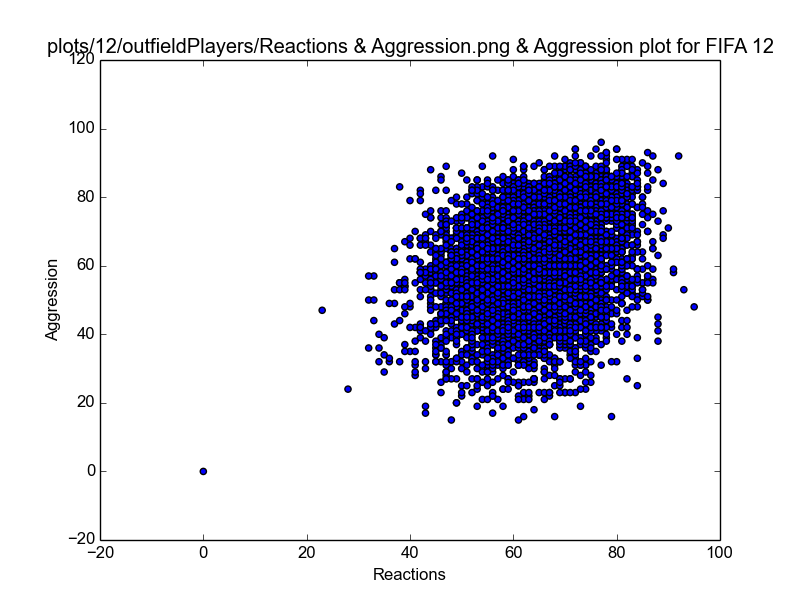 plots/12/outfieldPlayers/Reactions & Aggression.png & Aggression plot for FIFA 12
120
100
80
60
40
20
0
−20
Aggression
−20 0 20 40 60 80 100
Reactions